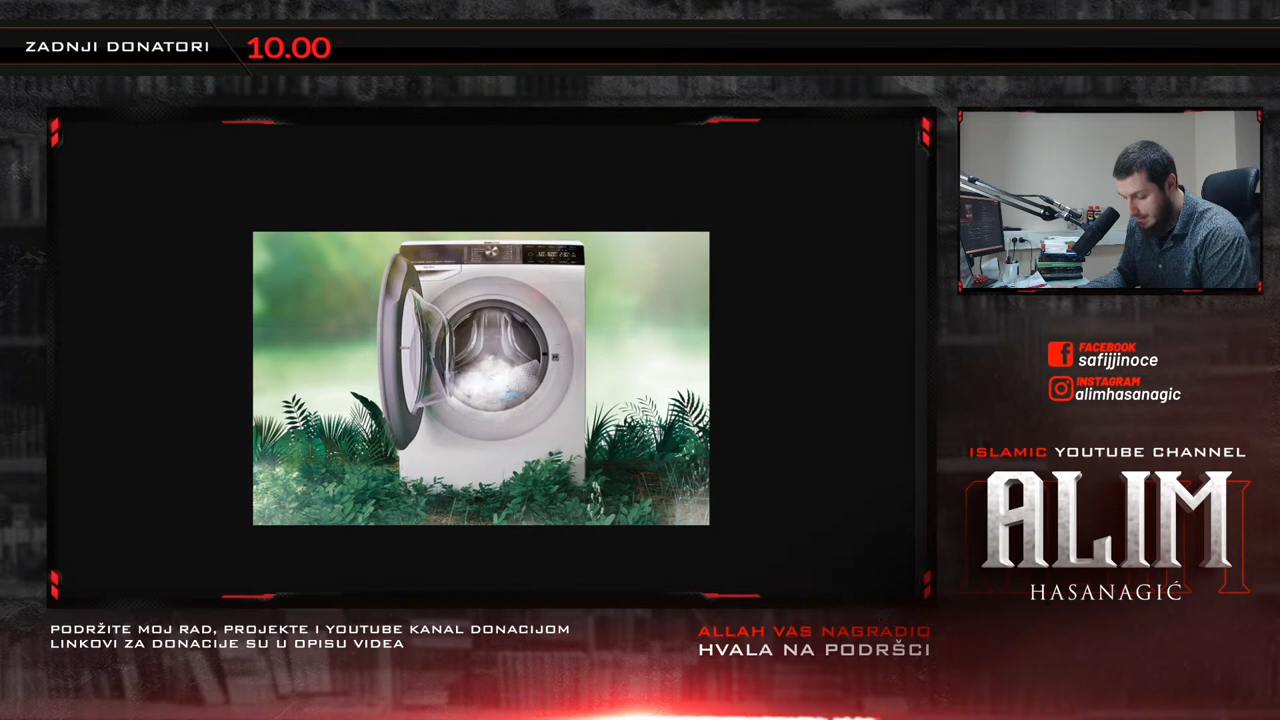 ZADNJI DONATORI
10.00
FACEBOOK
safijjinoce
INSTAGRAM
alimhasanagic
ISLAMIC YOUTUBE CHANNEL
ALIM
HASANAGIĆ
PODRŽITE MOJ RAD, PROJEKTE I YOUTUBE KANAL DONACIJOM
LINKOVI ZA DONACIJE SU U OPISU VIDEA
ALLAH VAS NAGRADIO
HVALA NA PODRŠCI